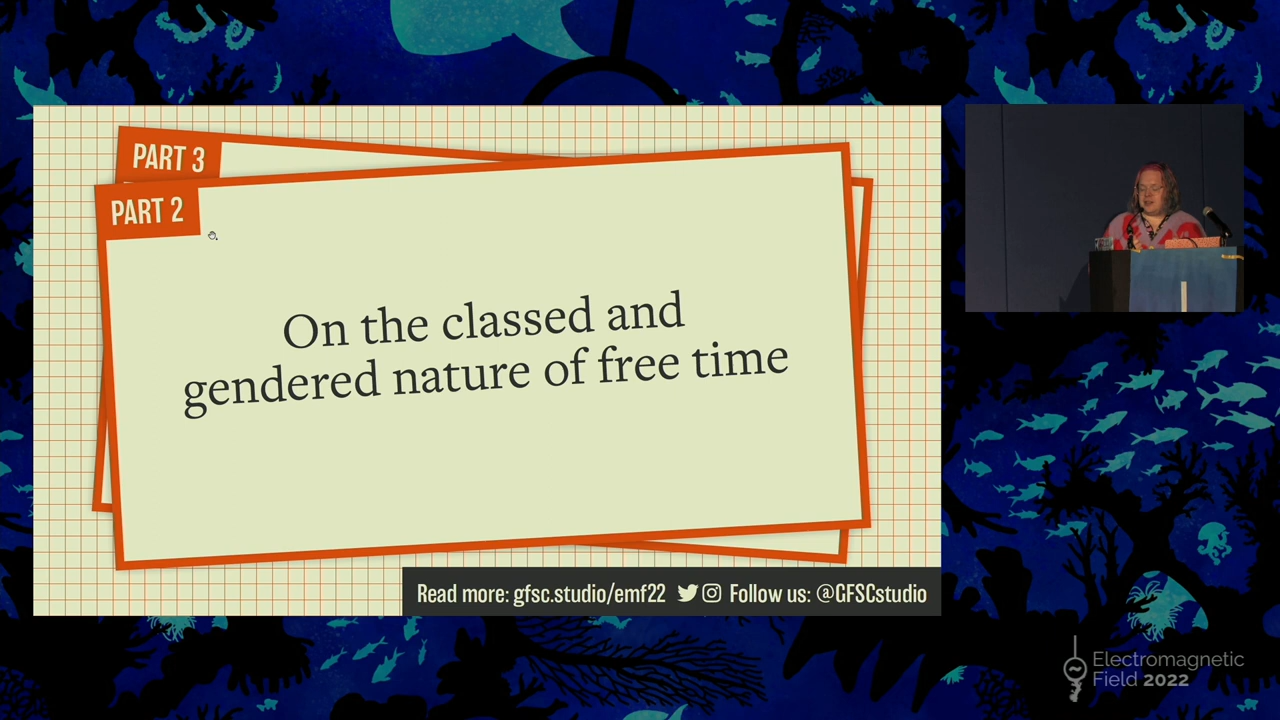 PART 3
PART 2
On the classed and
gendered nature of free time
Read more: gfsc.studio/emf22 Follow us: @GFSCstudio
Electromagnetic
Field 2022